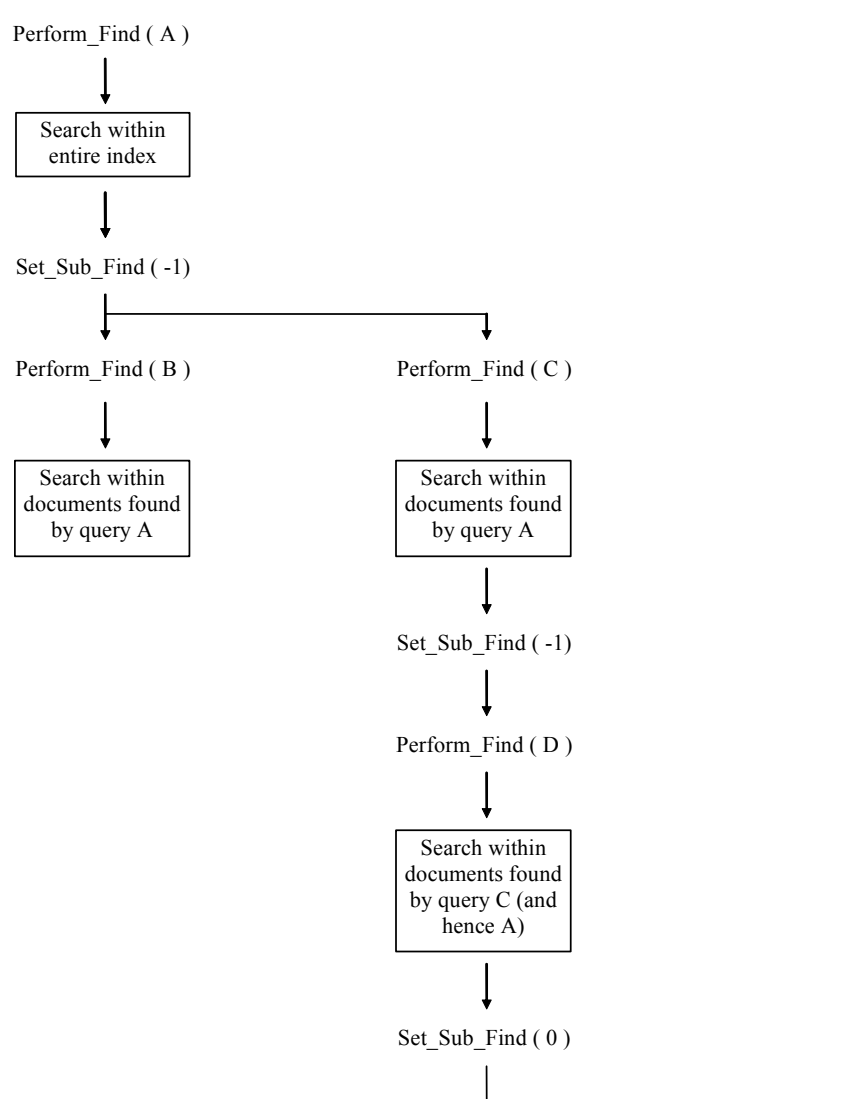 Perform_Find ( A )
Search within
entire index
Set_Sub_Find ( -1)
Perform_Find ( B )
Search within
documents found
by query A
Perform_Find ( C )
Search within
documents found
by query A
Set_Sub_Find ( -1)
Perform_Find ( D )
Search within
documents found
by query C (and
hence A)
Set_Sub_Find ( 0 )